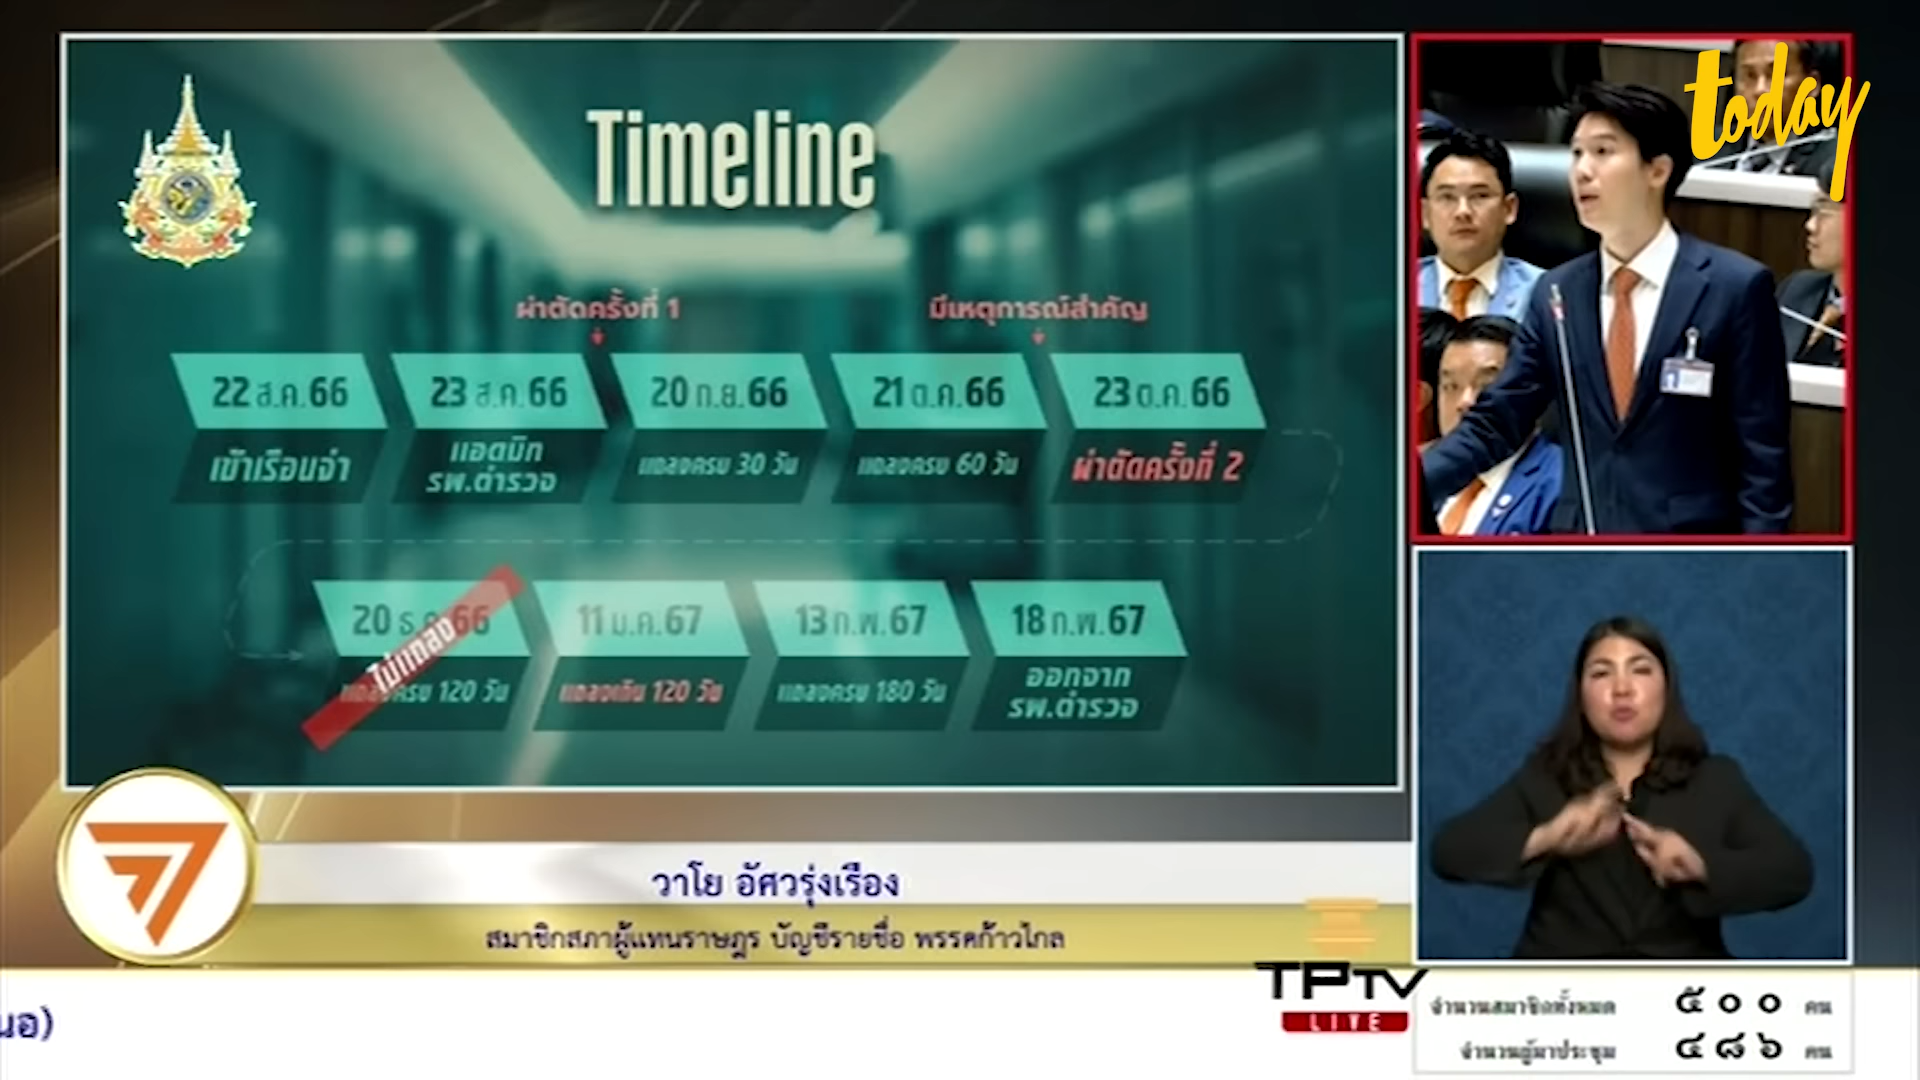 today
Timeline
ผ่าตัดครั้งที่ 1
มีเหตุการณ์สำคัญ
22 ส.ค. 66
23 ส.ค. 66
20 ก.ย. 66
21 ต.ค. 66
23 ต.ค. 66
เข้าเรือนจำ
แอดมิท
รพ.ตำรวจ
แถลงครบ 30 วัน
แถลงครบ 60 วัน
ผ่าตัดครั้งที่ 2
20 ธ.ค. 66
11 ม.ค. 67
13 ก.พ. 67
18 ก.พ. 67
ไม่แถลง
แถลงครบ 120 วัน
แถลงเกิน 120 วัน
แถลงครบ 180 วัน
ออกจาก
รพ.ตำรวจ
วาโย อัศวรุ่งเรือง
สมาชิกสภาผู้แทนราษฎร บัญชีรายชื่อ พรรคก้าวไกล
TPTV
LIVE
นอ)
จำนวนสมาชิกทั้งหมด ๕๐๐ คน
จำนวนผู้มาประชุม ๔๘๖ คน